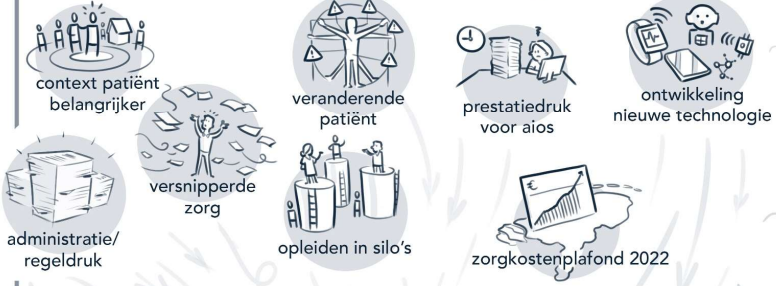 context patiënt
belangrijker
veranderende
patiënt
prestatiedruk
voor aios
ontwikkeling
nieuwe technologie
versnipperde
zorg
administratie/
regeldruk
opleiden in silo's
€
zorgkostenplafond 2022